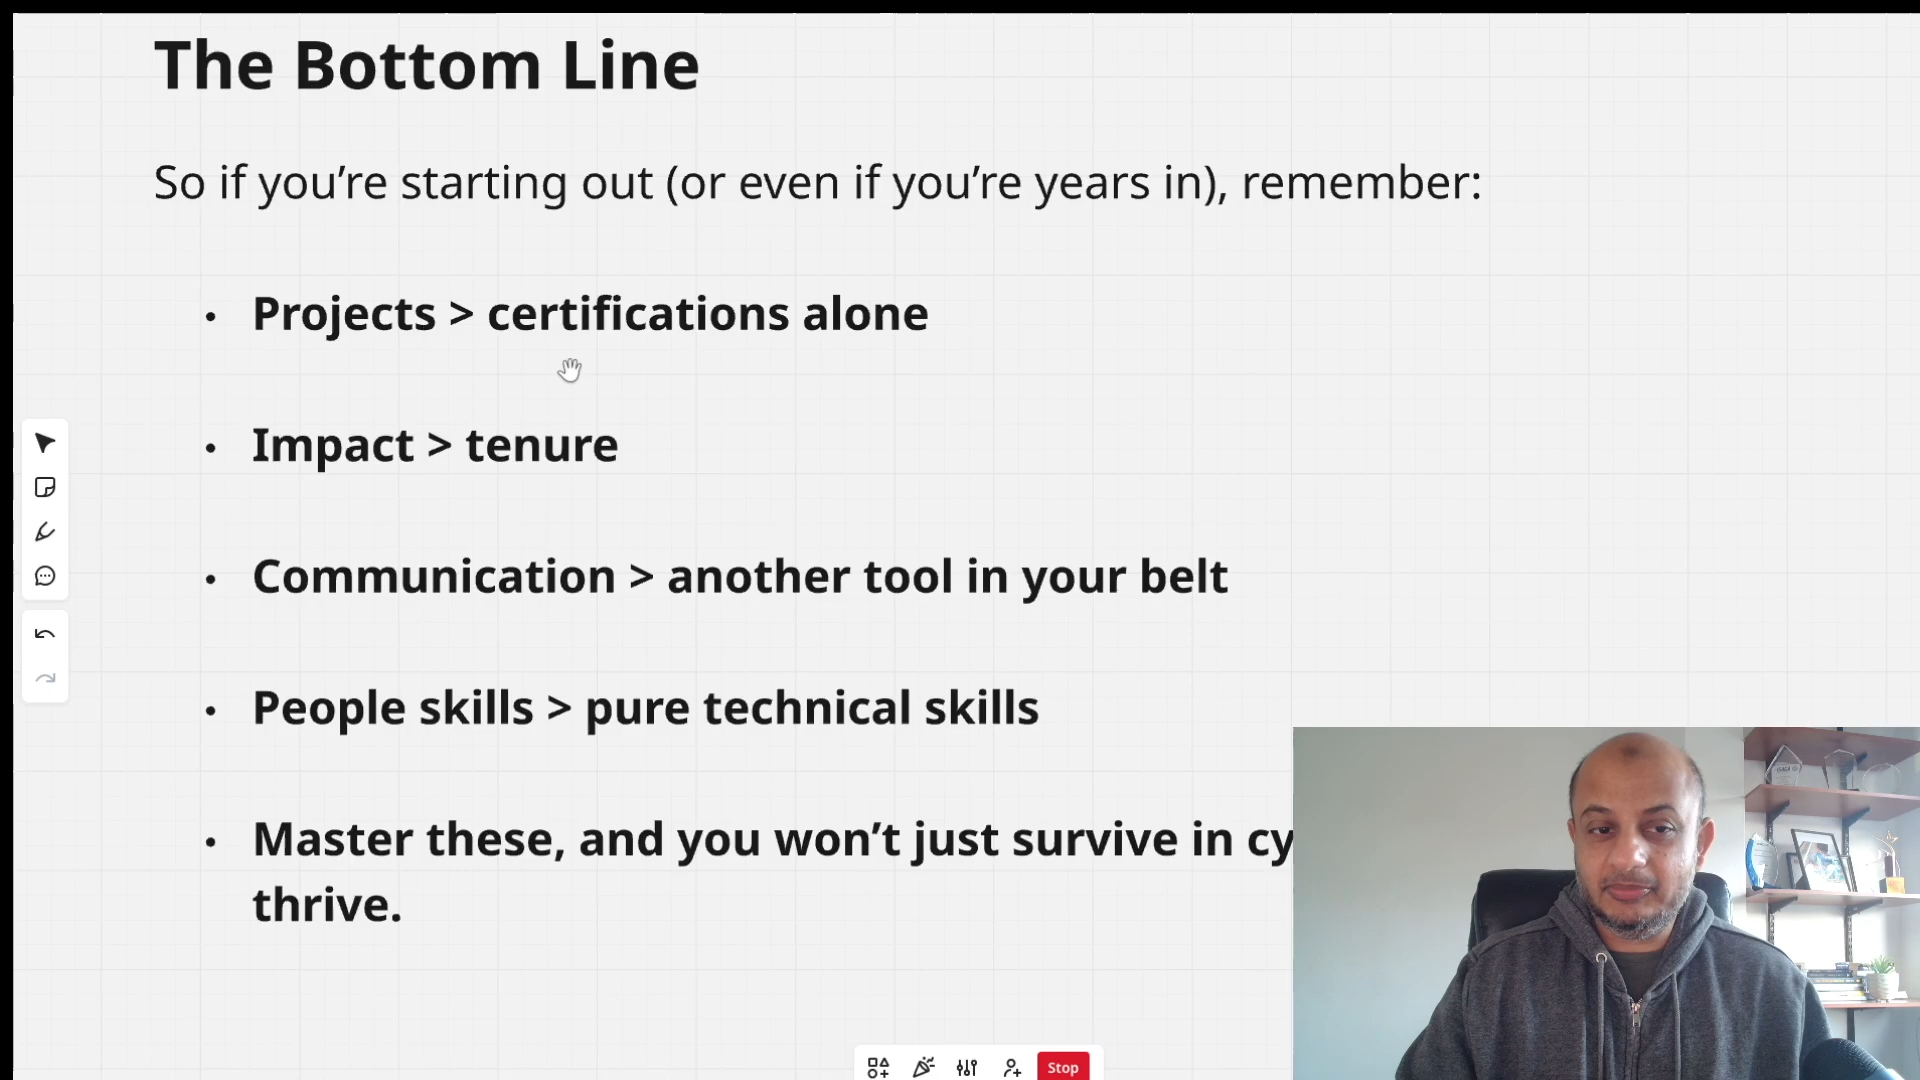 The Bottom Line
So if you’re starting out (or even if you’re years in), remember:
• Projects > certifications alone
• Impact > tenure
• Communication > another tool in your belt
• People skills > pure technical skills
• Master these, and you won’t just survive in cy
thrive.
Stop